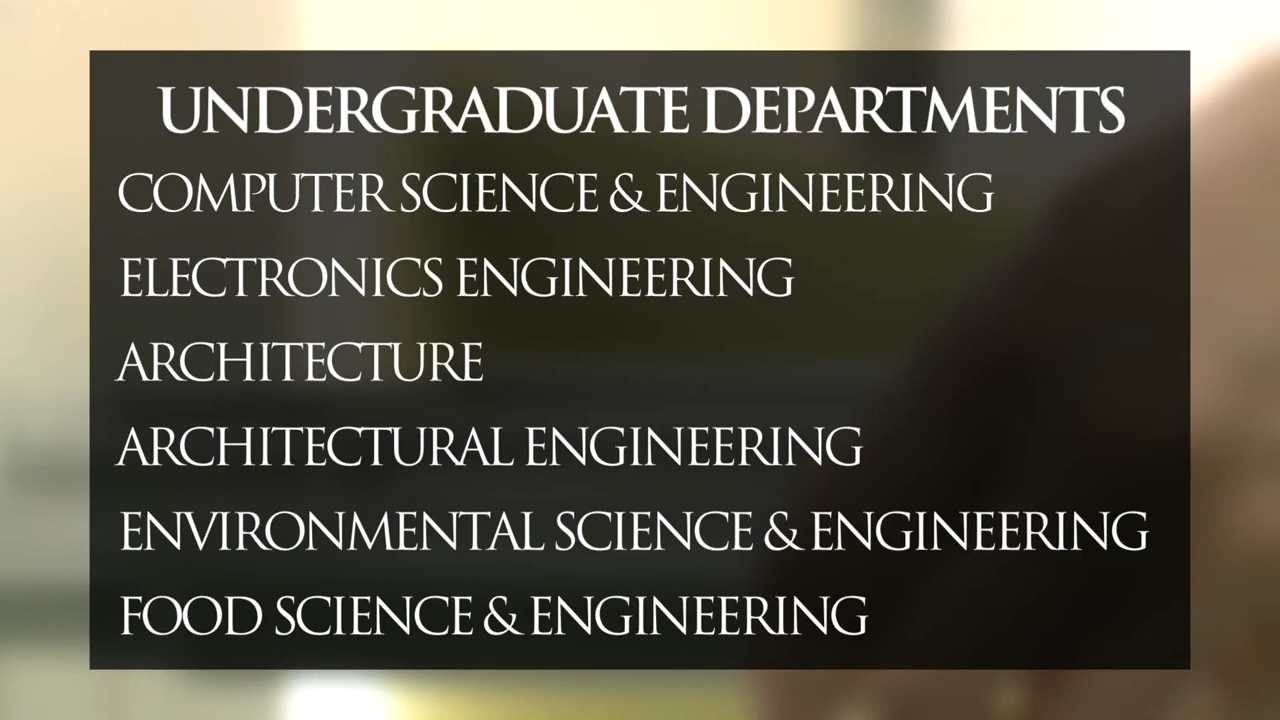 UNDERGRADUATE DEPARTMENTS
COMPUTER SCIENCE & ENGINEERING
ELECTRONICS ENGINEERING
ARCHITECTURE
ARCHITECTURAL ENGINEERING
ENVIRONMENTAL SCIENCE & ENGINEERING
FOOD SCIENCE & ENGINEERING